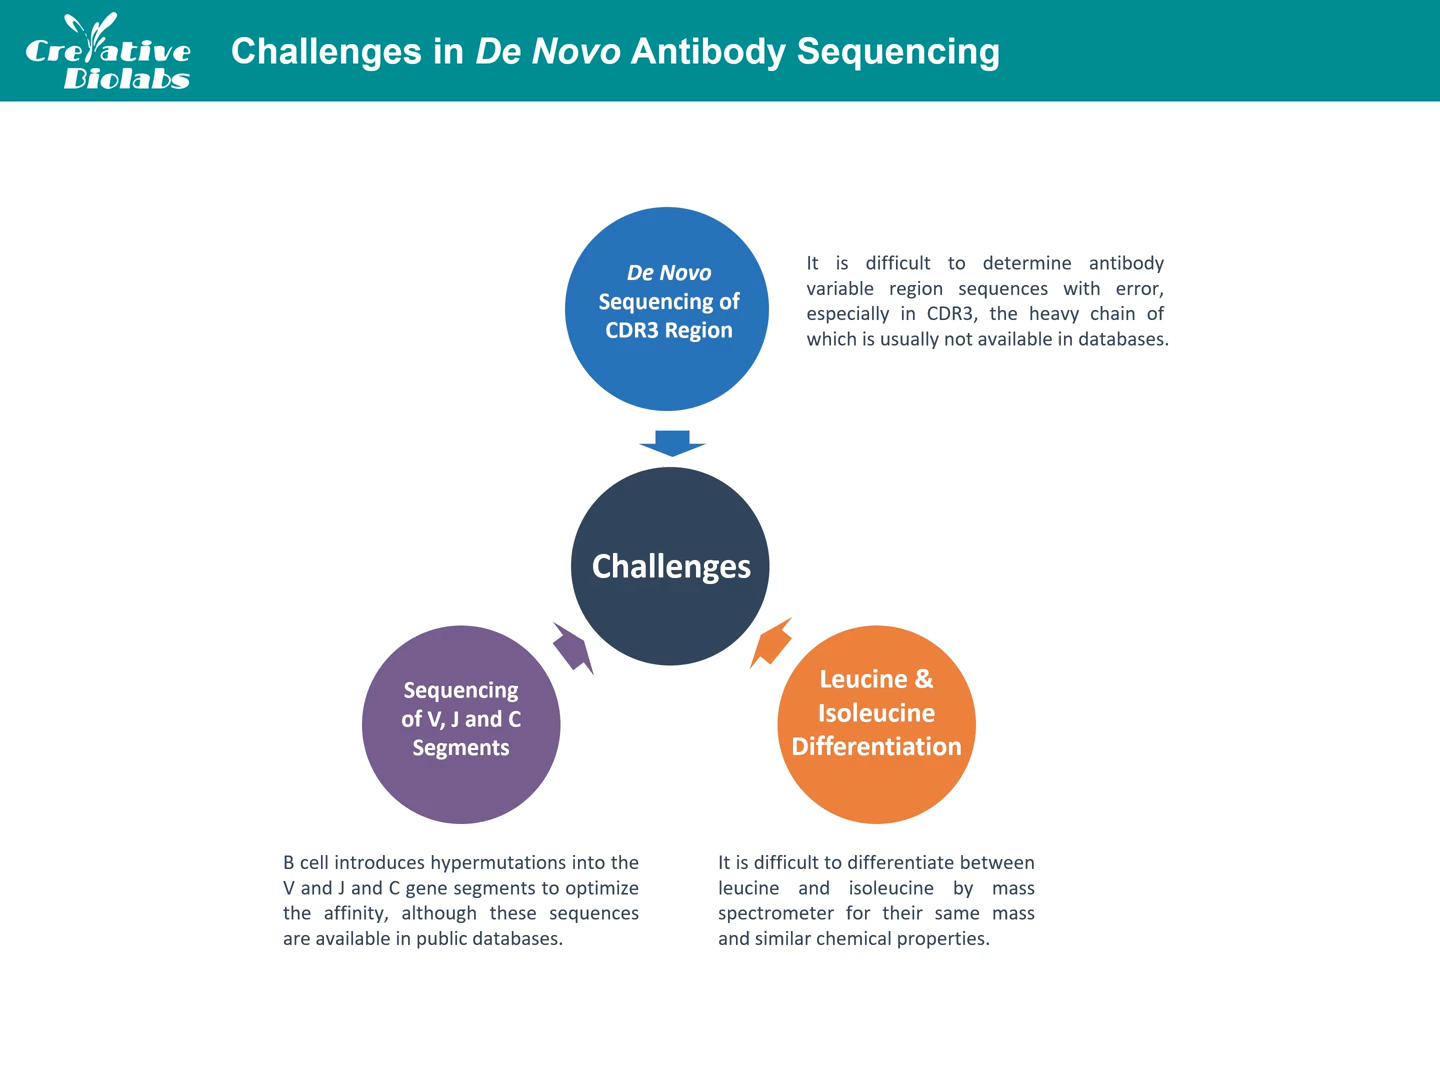 Creative
Biolabs
Challenges in De Novo Antibody Sequencing
De Novo
Sequencing of
CDR3 Region
It is difficult to determine antibody
variable region sequences with error,
especially in CDR3, the heavy chain of
which is usually not available in databases.
Challenges
Sequencing
of V, J and C
Segments
Leucine &
Isoleucine
Differentiation
B cell introduces hypermutations into the
V and J and C gene segments to optimize
the affinity, although these sequences
are available in public databases.
It is difficult to differentiate between
leucine and isoleucine by mass
spectrometer for their same mass
and similar chemical properties.